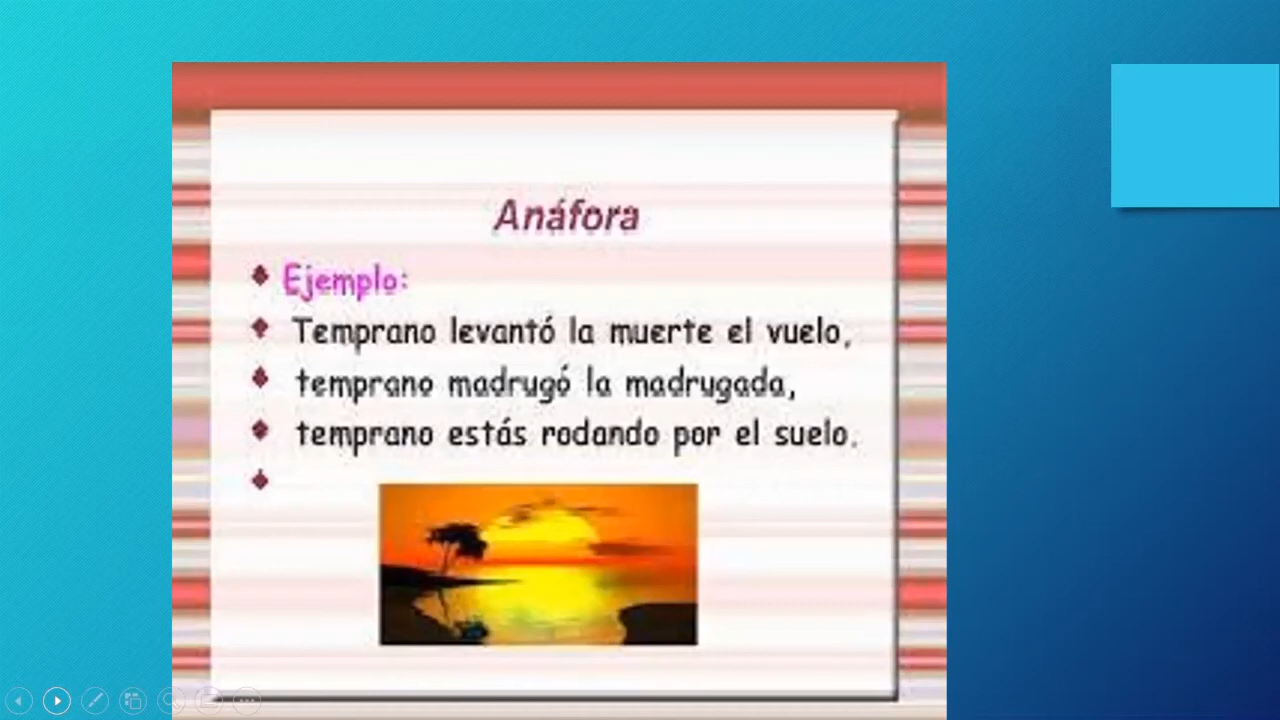 Anáfora
Ejemplo:
Temprano levantó la muerte el vuelo,
temprano madrugó la madrugada,
temprano estás rodando por el suelo.